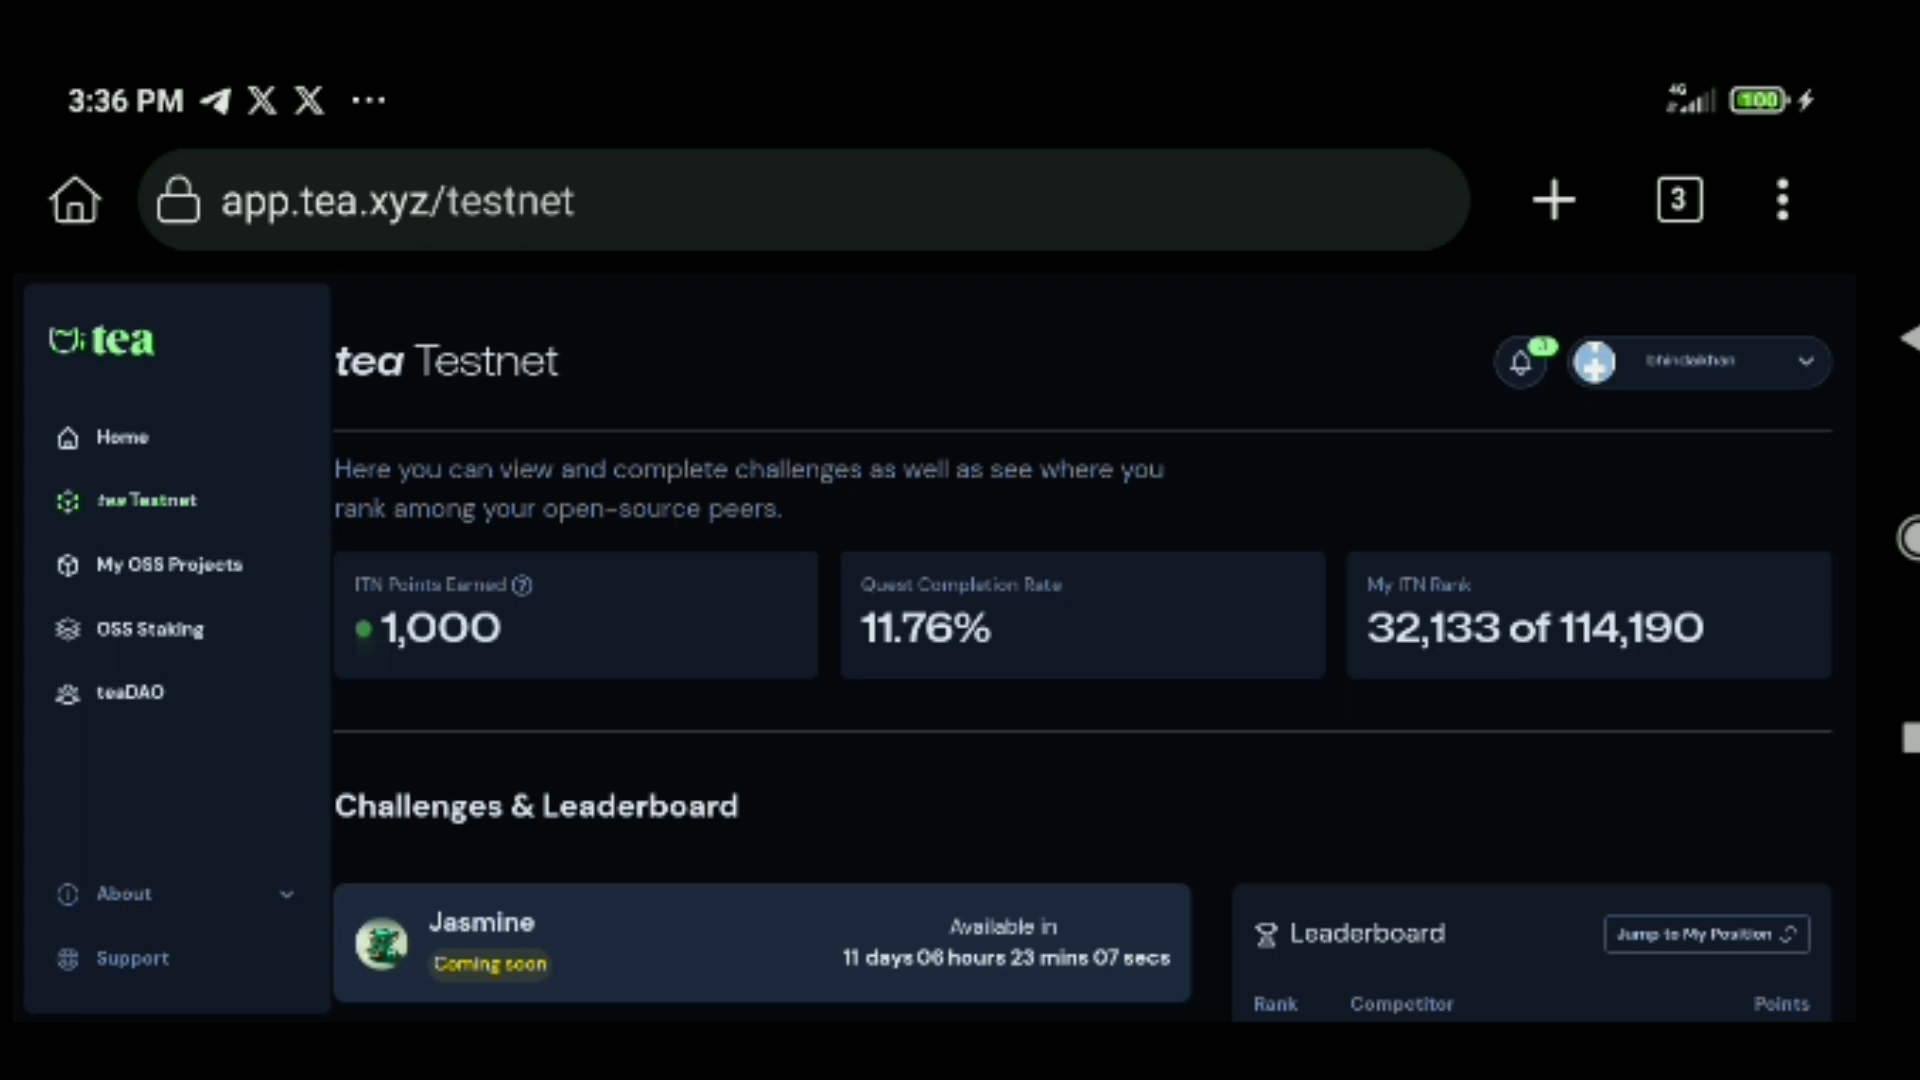 3:36 PM
4G
100
app.tea.xyz/testnet
3
tea
tea Testnet
Home
tea Testnet
My OSS Projects
OSS Staking
teaDAO
About
Support
Here you can view and complete challenges as well as see where you
rank among your open-source peers.
ITN Points Earned
1,000
Quest Completion Rate
11.76%
My ITN Rank
32,133 of 114,190
Challenges & Leaderboard
Jasmine
Coming soon
Available in
11 days 06 hours 23 mins 07 secs
Leaderboard
Jump to My Position
Rank Competitor Points